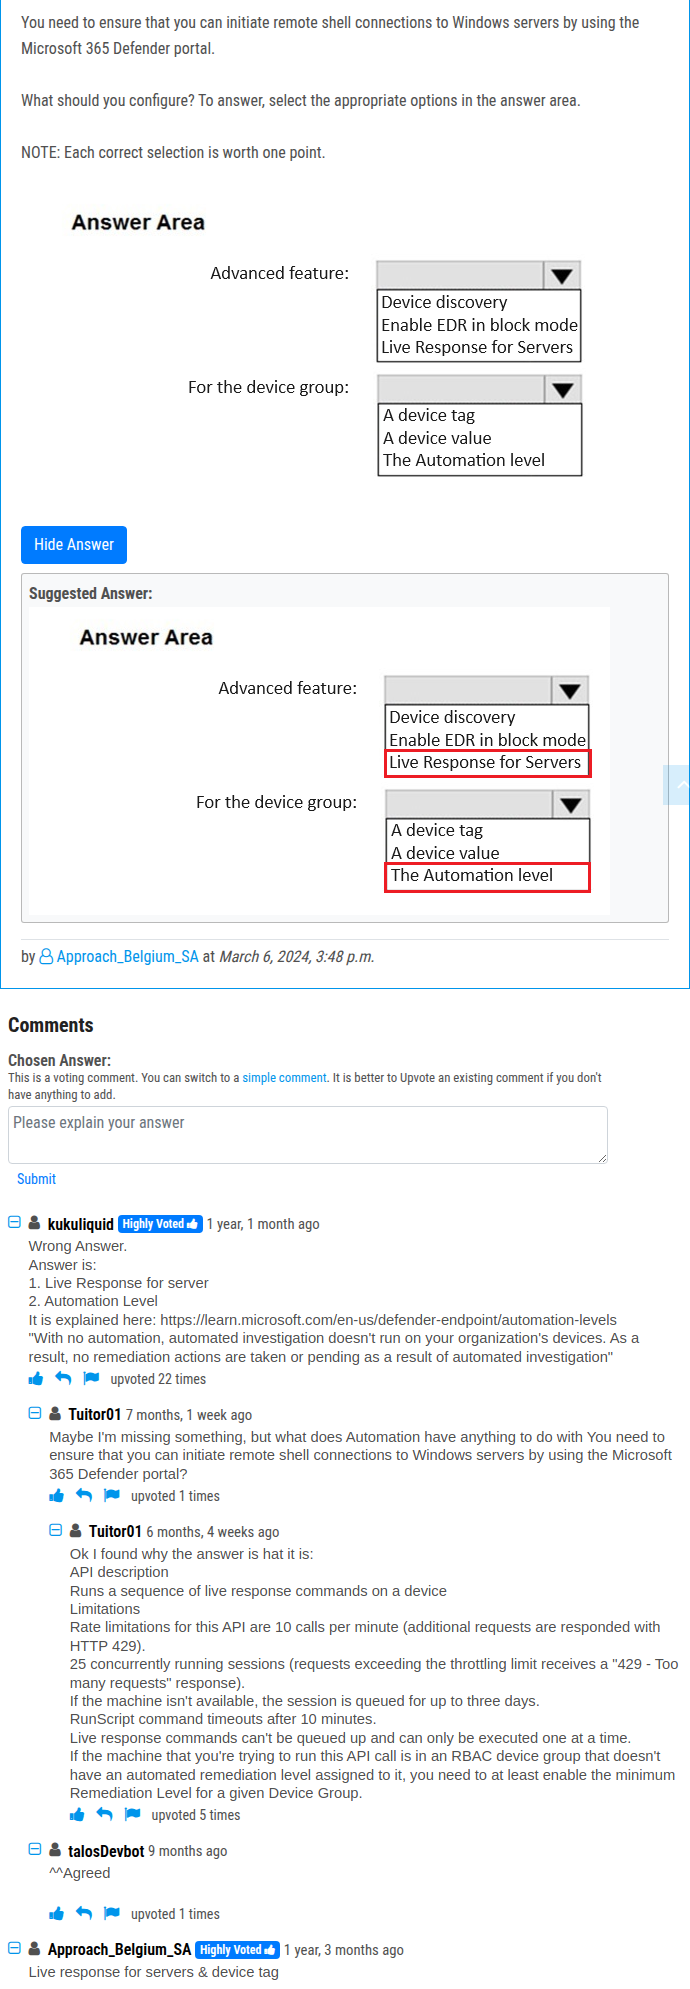 You need to ensure that you can initiate remote shell connections to Windows servers by using the
Microsoft 365 Defender portal.
What should you configure? To answer, select the appropriate options in the answer area.
NOTE: Each correct selection is worth one point.
Answer Area
Advanced feature:
Device discovery
Enable EDR in block mode
Live Response for Servers
For the device group:
A device tag
A device value
The Automation level
Hide Answer
Suggested Answer:
Answer Area
Advanced feature:
Device discovery
Enable EDR in block mode
Live Response for Servers
For the device group:
A device tag
A device value
The Automation level
by Approach_Belgium_SA at March 6, 2024, 3:48 p.m.
Comments
Chosen Answer:
This is a voting comment. You can switch to a simple comment. It is better to Upvote an existing comment if you don't
have anything to add.
Please explain your answer
Submit
kukuliquid Highly Voted 1 year, 1 month ago
Wrong Answer.
Answer is:
1. Live Response for server
2. Automation Level
It is explained here: https://learn.microsoft.com/en-us/defender-endpoint/automation-levels
"With no automation, automated investigation doesn't run on your organization's devices. As a
result, no remediation actions are taken or pending as a result of automated investigation"
upvoted 22 times
Tuitor01 7 months, 1 week ago
Maybe I'm missing something, but what does Automation have anything to do with You need to
ensure that you can initiate remote shell connections to Windows servers by using the Microsoft
365 Defender portal?
upvoted 1 times
Tuitor01 6 months, 4 weeks ago
Ok I found why the answer is hat it is:
API description
Runs a sequence of live response commands on a device
Limitations
Rate limitations for this API are 10 calls per minute (additional requests are responded with
HTTP 429).
25 concurrently running sessions (requests exceeding the throttling limit receives a "429 - Too
many requests" response).
If the machine isn't available, the session is queued for up to three days.
RunScript command timeouts after 10 minutes.
Live response commands can't be queued up and can only be executed one at a time.
If the machine that you're trying to run this API call is in an RBAC device group that doesn't
have an automated remediation level assigned to it, you need to at least enable the minimum
Remediation Level for a given Device Group.
upvoted 5 times
talosDevbot 9 months ago
^^Agreed
upvoted 1 times
Approach_Belgium_SA Highly Voted 1 year, 3 months ago
Live response for servers & device tag